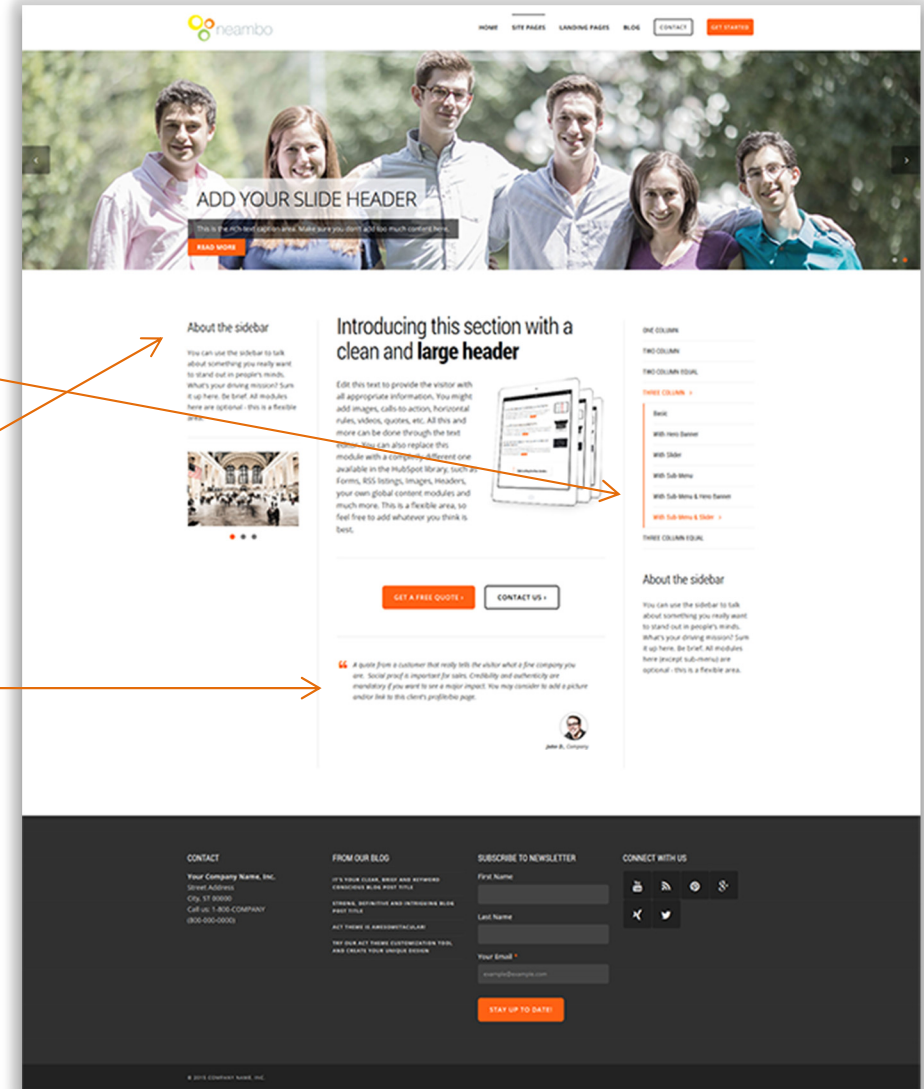 neambo
HOME SITE PAGES LANDING PAGES BLOG CONTACT GET STARTED
ADD YOUR SLIDE HEADER
This is the rich-text caption area. Make sure you don't add too much content here.
READ MORE
About the sidebar
You can use the sidebar to talk
about something you really want
to stand out in people's minds.
What's your driving mission? Sum
it up here. Be brief. All modules
here are optional - this is a flexible
area.
Introducing this section with a
clean and large header
Edit this text to provide the visitor with
all appropriate information. You might
add images, calls-to-action, horizontal
rules, videos, quotes, etc. All this and
more can be done through the text
editor. You can also replace this
module with a completly different one
available in the HubSpot library, such as
Forms, RSS listings, Images, Headers,
your own global content modules and
much more. This is a flexible area, so
feel free to add whatever you think is
best.
GET A FREE QUOTE ›
CONTACT US ›
A quote from a customer that really tells the visitor what a fine company you
are. Social proof is important for sales. Credibility and authenticity are
mandatory if you want to see a major impact. You may consider to add a picture
and/or link to this client's profile/bio page.
John D., Company
ONE COLUMN
TWO COLUMN
TWO COLUMN EQUAL
THREE COLUMN ›
Basic
With Hero Banner
With Slider
With Sub-Menu
With Sub-Menu & Hero Banner
With Sub-Menu & Slider ›
THREE COLUMN EQUAL
About the sidebar
You can use the sidebar to talk
about something you really want
to stand out in people's minds.
What's your driving mission? Sum
it up here. Be brief. All modules
here (except sub-menu) are
optional - this is a flexible area.
CONTACT
Your Company Name, Inc.
Street Address
City, ST 00000
Call us: 1-800-COMPANY
(800-000-0000)
FROM OUR BLOG
IT'S YOUR CLEAR, BRIEF AND KEYWORD
CONSCIOUS BLOG POST TITLE
STRONG, DEFINITIVE AND INTRIGUING BLOG
POST TITLE
ACT THEME IS AWESOMETACULAR!
TRY OUR ACT THEME CUSTOMIZATION TOOL
AND CREATE YOUR UNIQUE DESIGN
SUBSCRIBE TO NEWSLETTER
First Name
Last Name
Your Email *
example@example.com
STAY UP TO DATE!
CONNECT WITH US
© 2015 COMPANY NAME, INC.